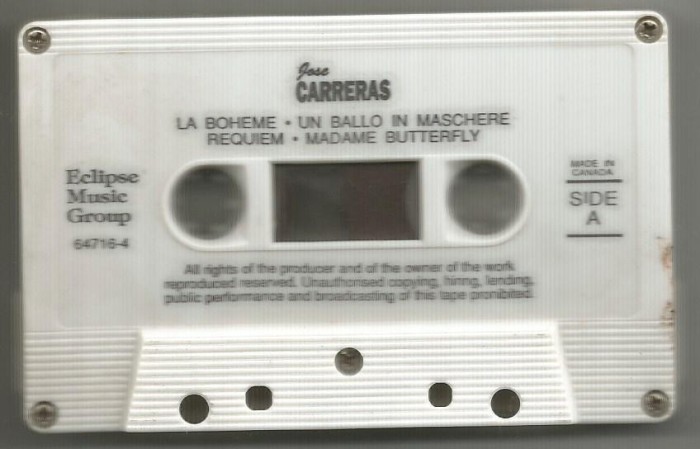 Jose
CARRERAS
LA BOHEME • UN BALLO IN MASCHERE
REQUIEM • MADAME BUTTERFLY
Eclipse
Music
Group
64716-4
MADE IN
CANADA
SIDE
A
All rights of the producer and of the owner of the work
reproduced reserved. Unauthorised copying, hiring, lending,
public performance and broadcasting of this tape prohibited.